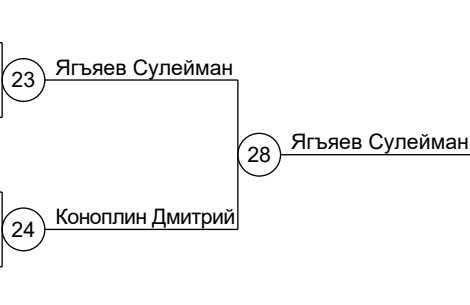 23
Ягъяев Сулейман
28
Ягъяев Сулейман
24
Коноплин Дмитрий